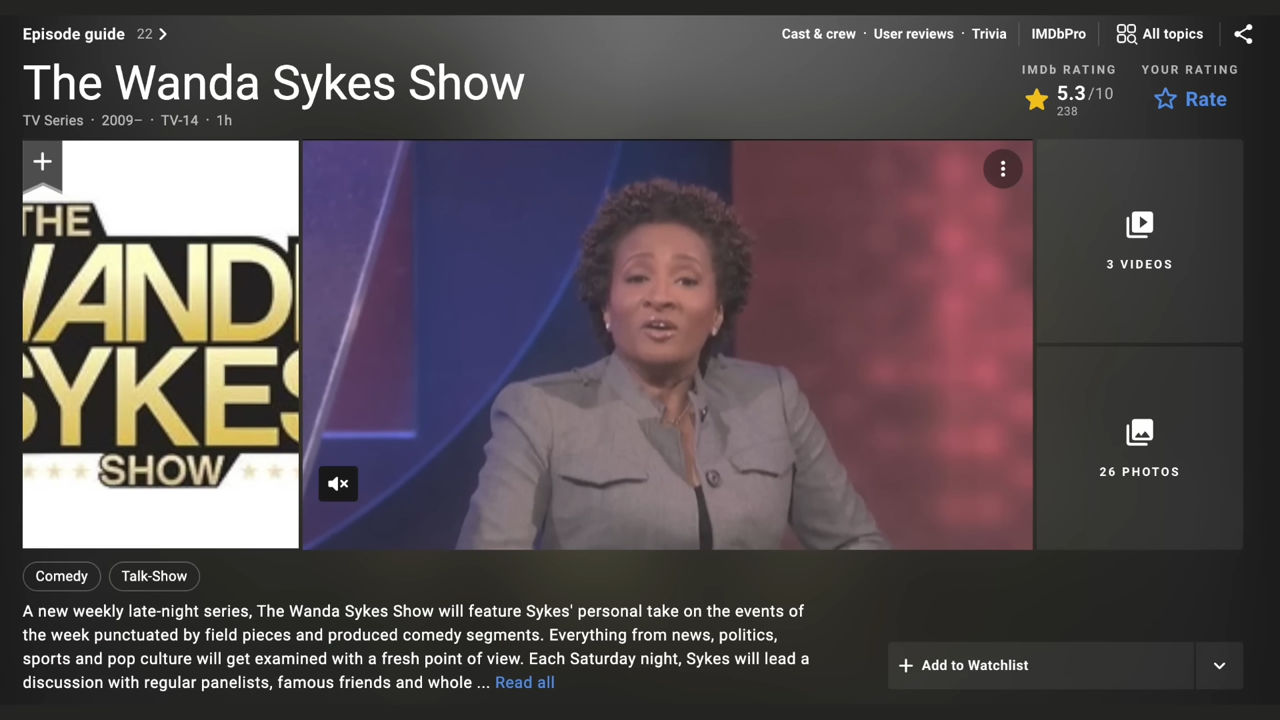 Episode guide 22
Cast & crew · User reviews · Trivia IMDbPro All topics
The Wanda Sykes Show
TV Series · 2009– · TV-14 · 1h
IMDb RATING
5.3/10
238
YOUR RATING
Rate
THE
WAND
SYKES
SHOW
3 VIDEOS
26 PHOTOS
Comedy Talk-Show
A new weekly late-night series, The Wanda Sykes Show will feature Sykes' personal take on the events of
the week punctuated by field pieces and produced comedy segments. Everything from news, politics,
sports and pop culture will get examined with a fresh point of view. Each Saturday night, Sykes will lead a
discussion with regular panelists, famous friends and whole ... Read all
Add to Watchlist